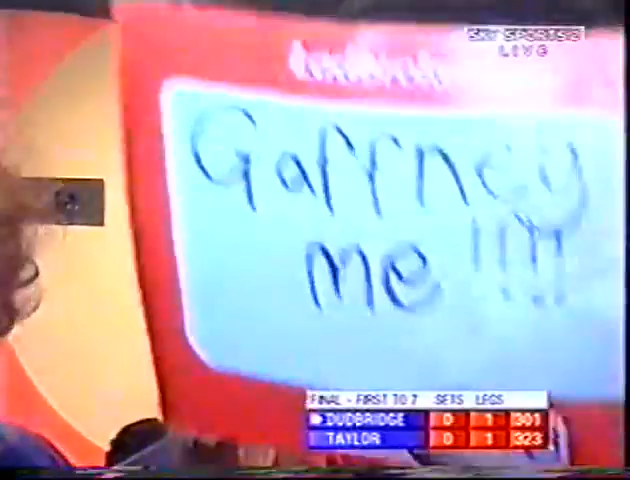 SKY SPORTS 2
LIVE
Gaffney
me !!!!
FINAL - FIRST TO 7 SETS LEGS
DUDBRIDGE 0 1 301
TAYLOR 0 1 323